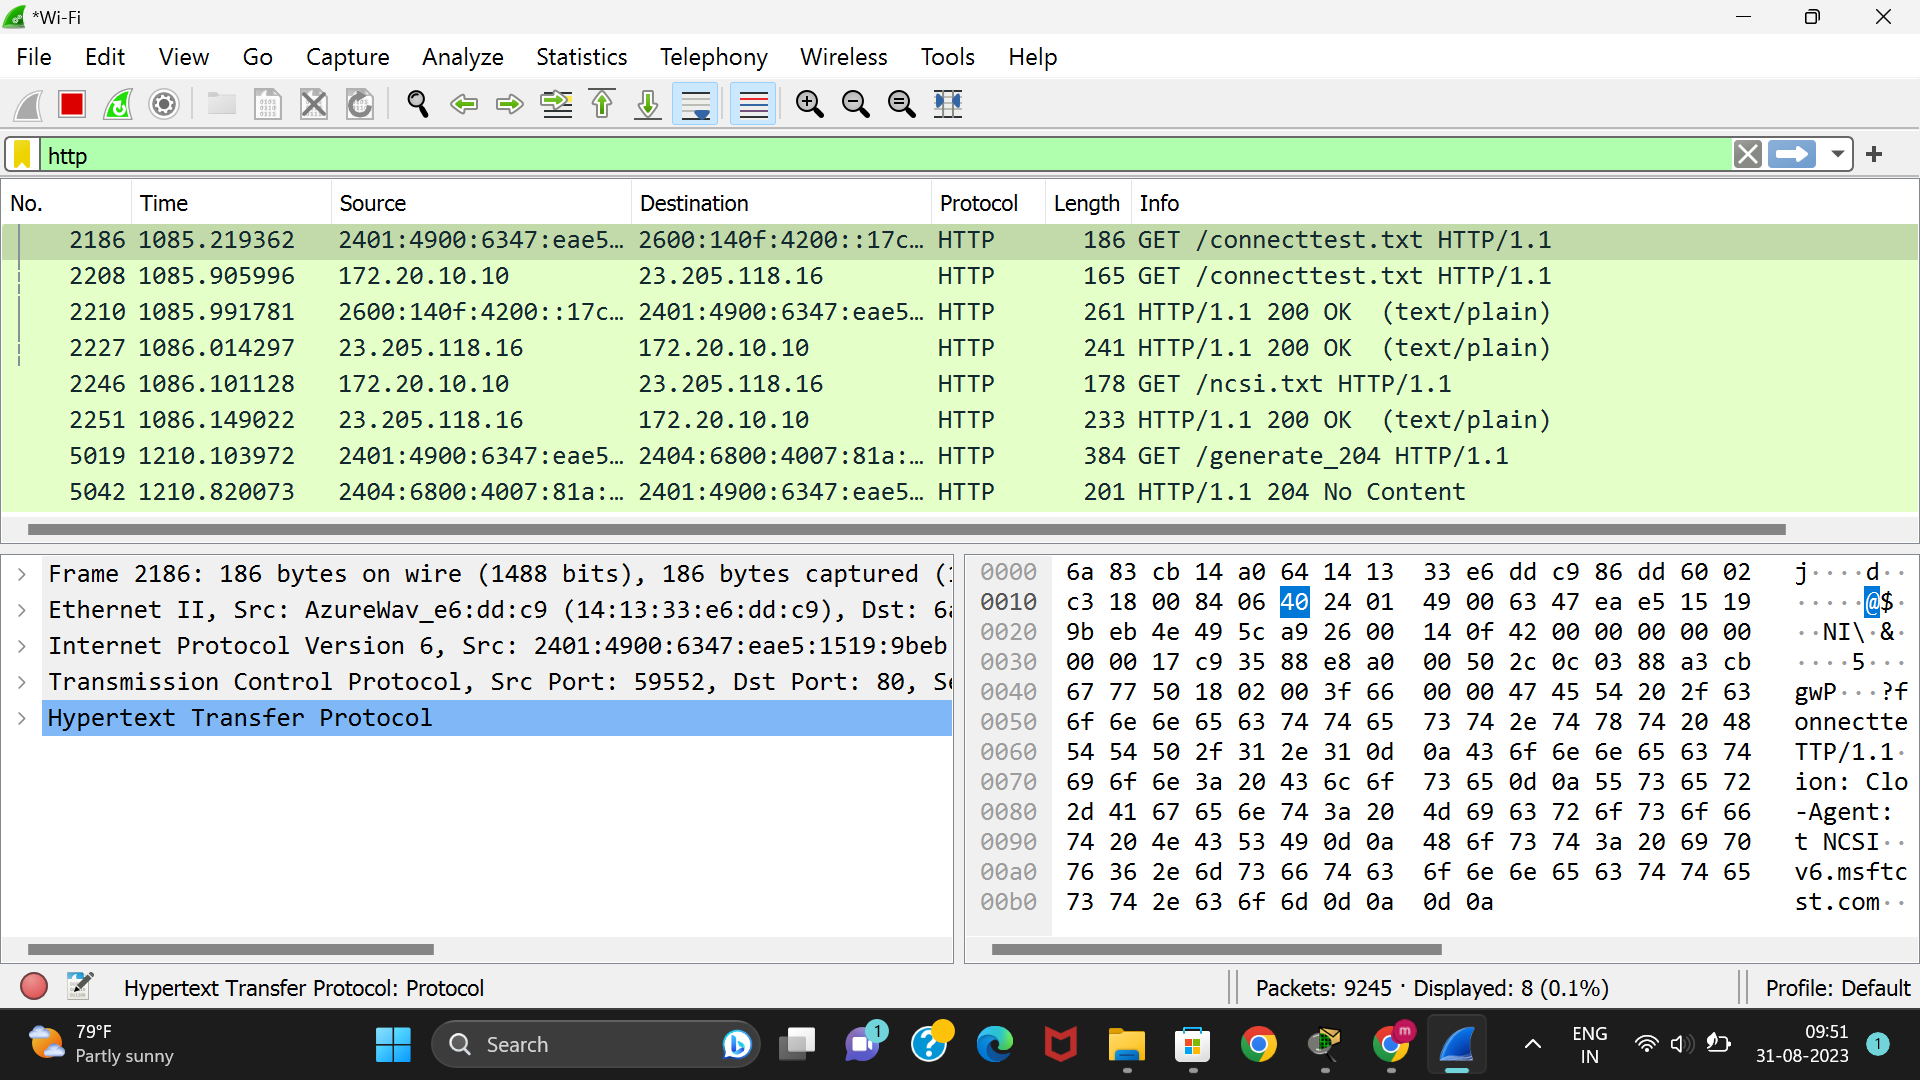 *Wi-Fi
File Edit View Go Capture Analyze Statistics Telephony Wireless Tools Help
http
No. Time Source Destination Protocol Length Info
2186 1085.219362 2401:4900:6347:eae5… 2600:140f:4200::17c… HTTP 186 GET /connecttest.txt HTTP/1.1
2208 1085.905996 172.20.10.10 23.205.118.16 HTTP 165 GET /connecttest.txt HTTP/1.1
2210 1085.991781 2600:140f:4200::17c… 2401:4900:6347:eae5… HTTP 261 HTTP/1.1 200 OK (text/plain)
2227 1086.014297 23.205.118.16 172.20.10.10 HTTP 241 HTTP/1.1 200 OK (text/plain)
2246 1086.101128 172.20.10.10 23.205.118.16 HTTP 178 GET /ncsi.txt HTTP/1.1
2251 1086.149022 23.205.118.16 172.20.10.10 HTTP 233 HTTP/1.1 200 OK (text/plain)
5019 1210.103972 2401:4900:6347:eae5… 2404:6800:4007:81a:… HTTP 384 GET /generate_204 HTTP/1.1
5042 1210.820073 2404:6800:4007:81a:… 2401:4900:6347:eae5… HTTP 201 HTTP/1.1 204 No Content
Frame 2186: 186 bytes on wire (1488 bits), 186 bytes captured (
Ethernet II, Src: AzureWav_e6:dd:c9 (14:13:33:e6:dd:c9), Dst: 6a
Internet Protocol Version 6, Src: 2401:4900:6347:eae5:1519:9beb
Transmission Control Protocol, Src Port: 59552, Dst Port: 80, Se
Hypertext Transfer Protocol
0000 6a 83 cb 14 a0 64 14 13 33 e6 dd c9 86 dd 60 02 j····d··
0010 c3 18 00 84 06 40 24 01 49 00 63 47 ea e5 15 19 ·····@$·
0020 9b eb 4e 49 5c a9 26 00 14 0f 42 00 00 00 00 00 ··NI\·&·
0030 00 00 17 c9 35 88 e8 a0 00 50 2c 0c 03 88 a3 cb ····5···
0040 67 77 50 18 02 00 3f 66 00 00 47 45 54 20 2f 63 gwP···?f
0050 6f 6e 6e 65 63 74 74 65 73 74 2e 74 78 74 20 48 onnectte
0060 54 54 50 2f 31 2e 31 0d 0a 43 6f 6e 6e 65 63 74 TTP/1.1·
0070 69 6f 6e 3a 20 43 6c 6f 73 65 0d 0a 55 73 65 72 ion: Clo
0080 2d 41 67 65 6e 74 3a 20 4d 69 63 72 6f 73 6f 66 -Agent:
0090 74 20 4e 43 53 49 0d 0a 48 6f 73 74 3a 20 69 70 t NCSI··
00a0 76 36 2e 6d 73 66 74 63 6f 6e 6e 65 63 74 74 65 v6.msftc
00b0 73 74 2e 63 6f 6d 0d 0a 0d 0a st.com··
Hypertext Transfer Protocol: Protocol
Packets: 9245 · Displayed: 8 (0.1%)
Profile: Default
79°F
Partly sunny
Search
1
m
ENG
IN
09:51
31-08-2023
1